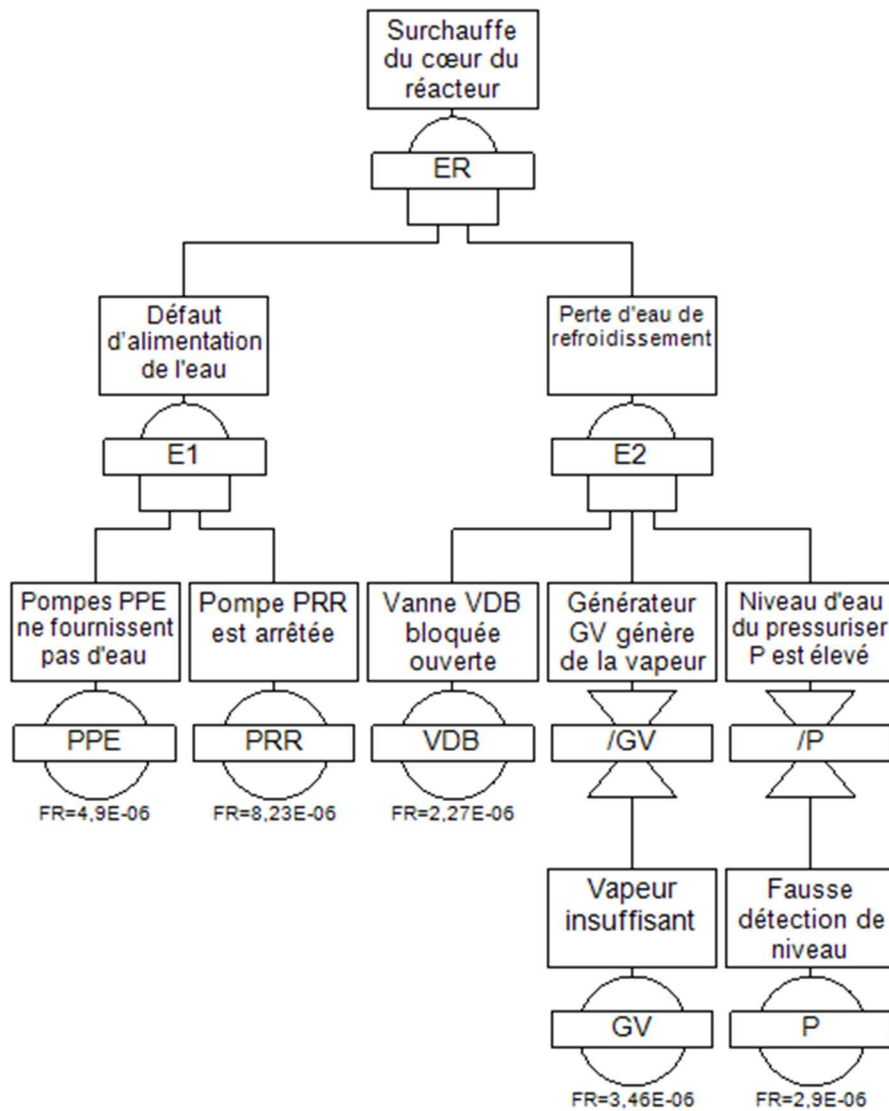 Surchauffe
du cœur du
réacteur
ER
Défaut
d'alimentation
de l'eau
Perte d'eau de
refroidissement
E1
E2
Pompes PPE
ne fournissent
pas d'eau
Pompe PRR
est arrêtée
Vanne VDB
bloquée
ouverte
Générateur
GV génère
de la vapeur
Niveau d'eau
du pressuriser
P est élevé
PPE
PRR
VDB
/GV
/P
FR=4,9E-06
FR=8,23E-06
FR=2,27E-06
Vapeur
insuffisant
Fausse
détection de
niveau
GV
P
FR=3,46E-06
FR=2,9E-06